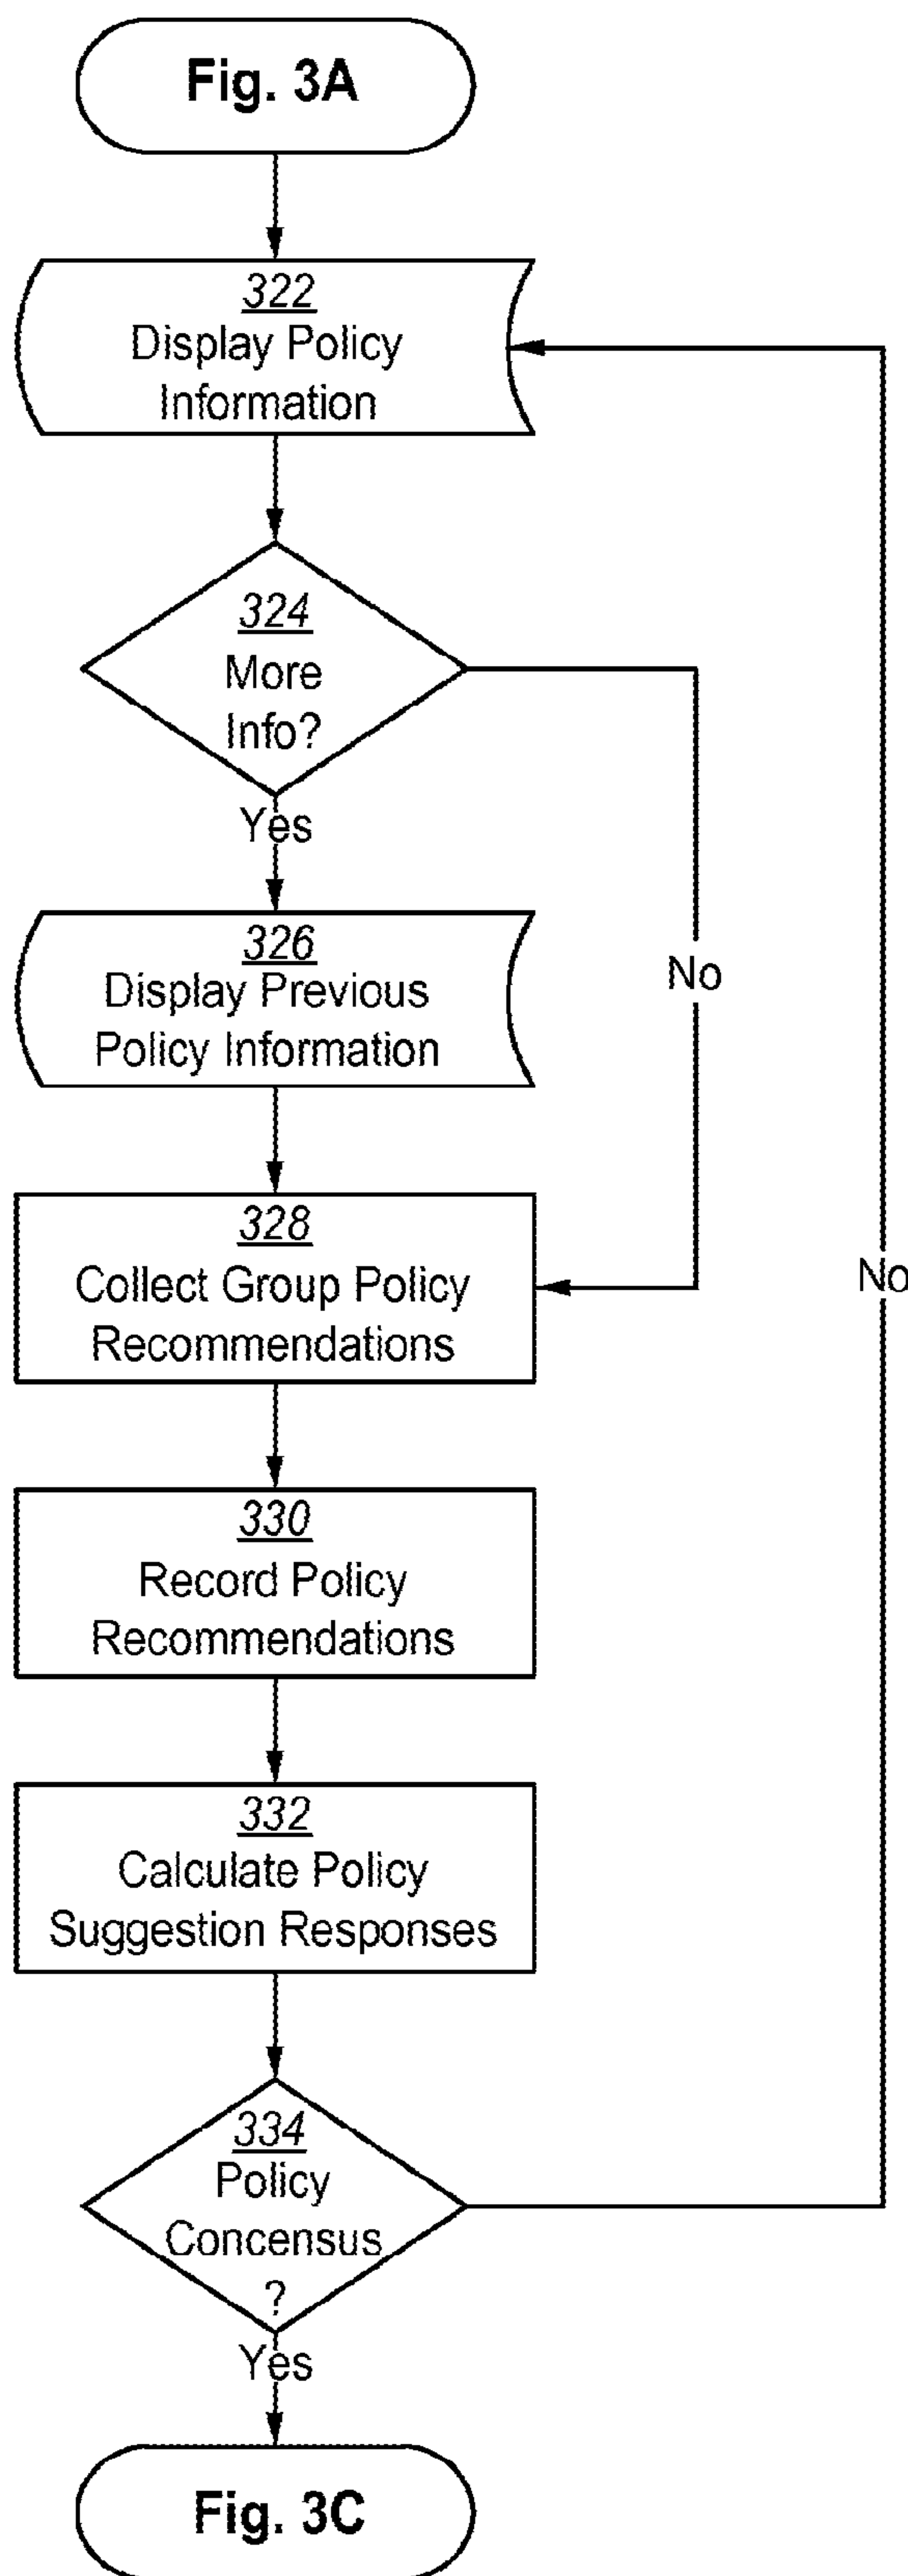 Fig. 3A
322
Display Policy
Information
324
More
Info?
Yes
326
Display Previous
Policy Information
No
328
Collect Group Policy
Recommendations
No
330
Record Policy
Recommendations
332
Calculate Policy
Suggestion Responses
334
Policy
Concensus
?
Yes
Fig. 3C